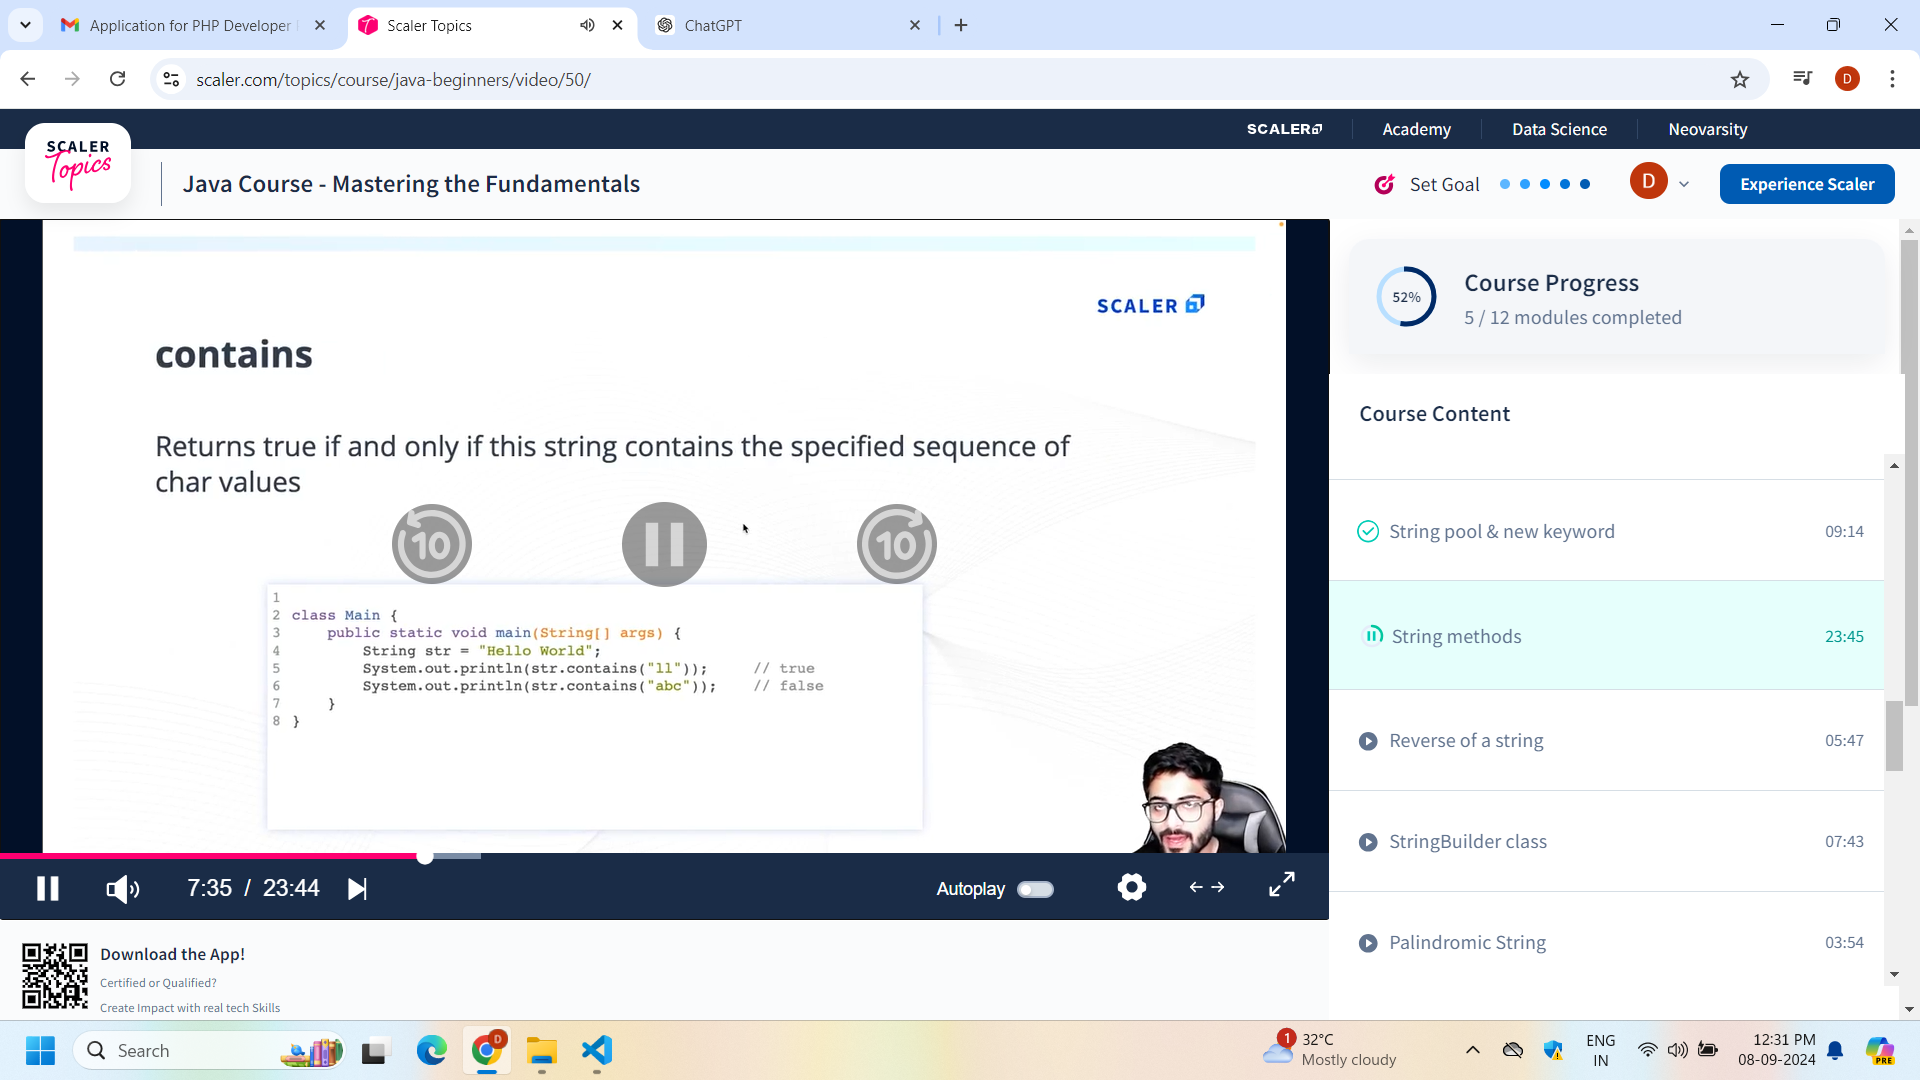 Application for PHP Developer
Scaler Topics
ChatGPT
scaler.com/topics/course/java-beginners/video/50/
D
SCALER
Academy
Data Science
Neovarsity
SCALER
Topics
Java Course - Mastering the Fundamentals
Set Goal
D
Experience Scaler
SCALER
contains
Returns true if and only if this string contains the specified sequence of
char values
10
10
1
2 class Main {
3 public static void main(String[] args) {
4 String str = "Hello World";
5 System.out.println(str.contains("ll")); // true
6 System.out.println(str.contains("abc")); // false
7 }
8 }
7:35 / 23:44
Autoplay
52%
Course Progress
5 / 12 modules completed
Course Content
String pool & new keyword 09:14
String methods 23:45
Reverse of a string 05:47
StringBuilder class 07:43
Palindromic String 03:54
Download the App!
Certified or Qualified?
Create Impact with real tech Skills
Search
D
1
32°C
Mostly cloudy
ENG
IN
12:31 PM
08-09-2024
PRE